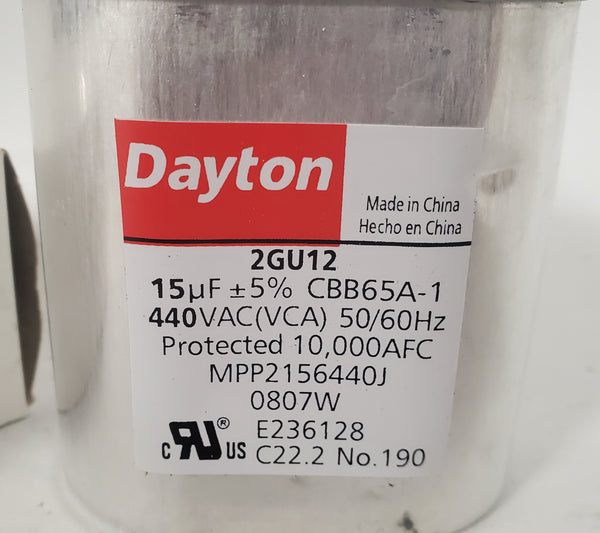 Dayton
Made in China
Hecho en China
2GU12
15µF ±5% CBB65A-1
440VAC(VCA) 50/60Hz
Protected 10,000AFC
MPP2156440J
0807W
c RU ® US E236128
C22.2 No.190